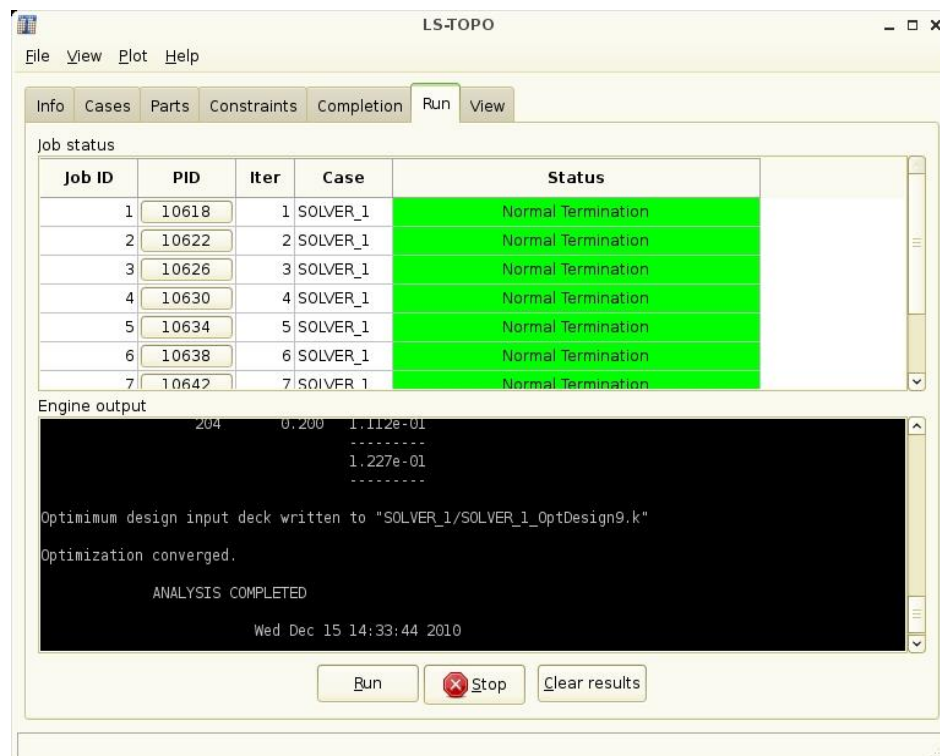 LS-TOPO
File View Plot Help
Info Cases Parts Constraints Completion Run View
Job status
Job ID PID Iter Case Status
1 10618 1 SOLVER_1 Normal Termination
2 10622 2 SOLVER_1 Normal Termination
3 10626 3 SOLVER_1 Normal Termination
4 10630 4 SOLVER_1 Normal Termination
5 10634 5 SOLVER_1 Normal Termination
6 10638 6 SOLVER_1 Normal Termination
7 10642 7 SOLVER_1 Normal Termination
Engine output
204 0.200 1.112e-01
---------
1.227e-01
---------
Optimimum design input deck written to "SOLVER_1/SOLVER_1_OptDesign9.k"
Optimization converged.
ANALYSIS COMPLETED
Wed Dec 15 14:33:44 2010
Run Stop Clear results